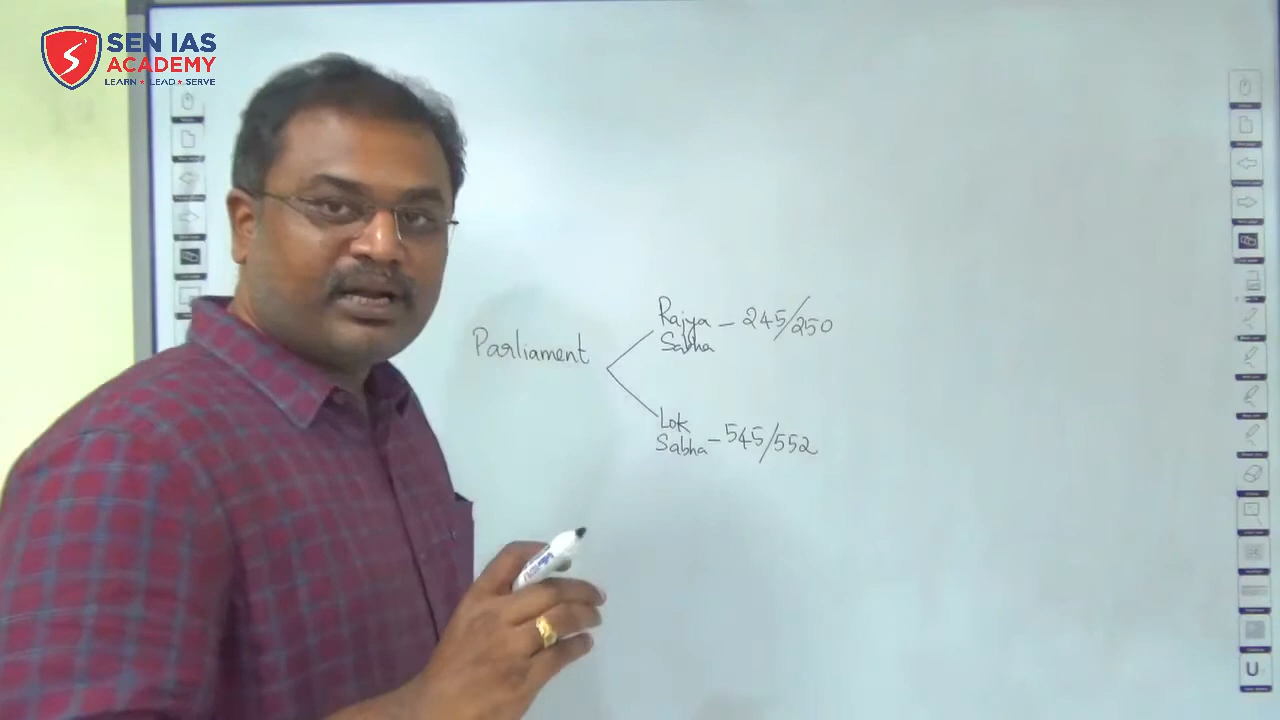 SEN IAS
ACADEMY
LEARN ★ LEAD ★ SERVE
Parliament
Rajya
Sabha – 245/250
Lok
Sabha – 545/552
U